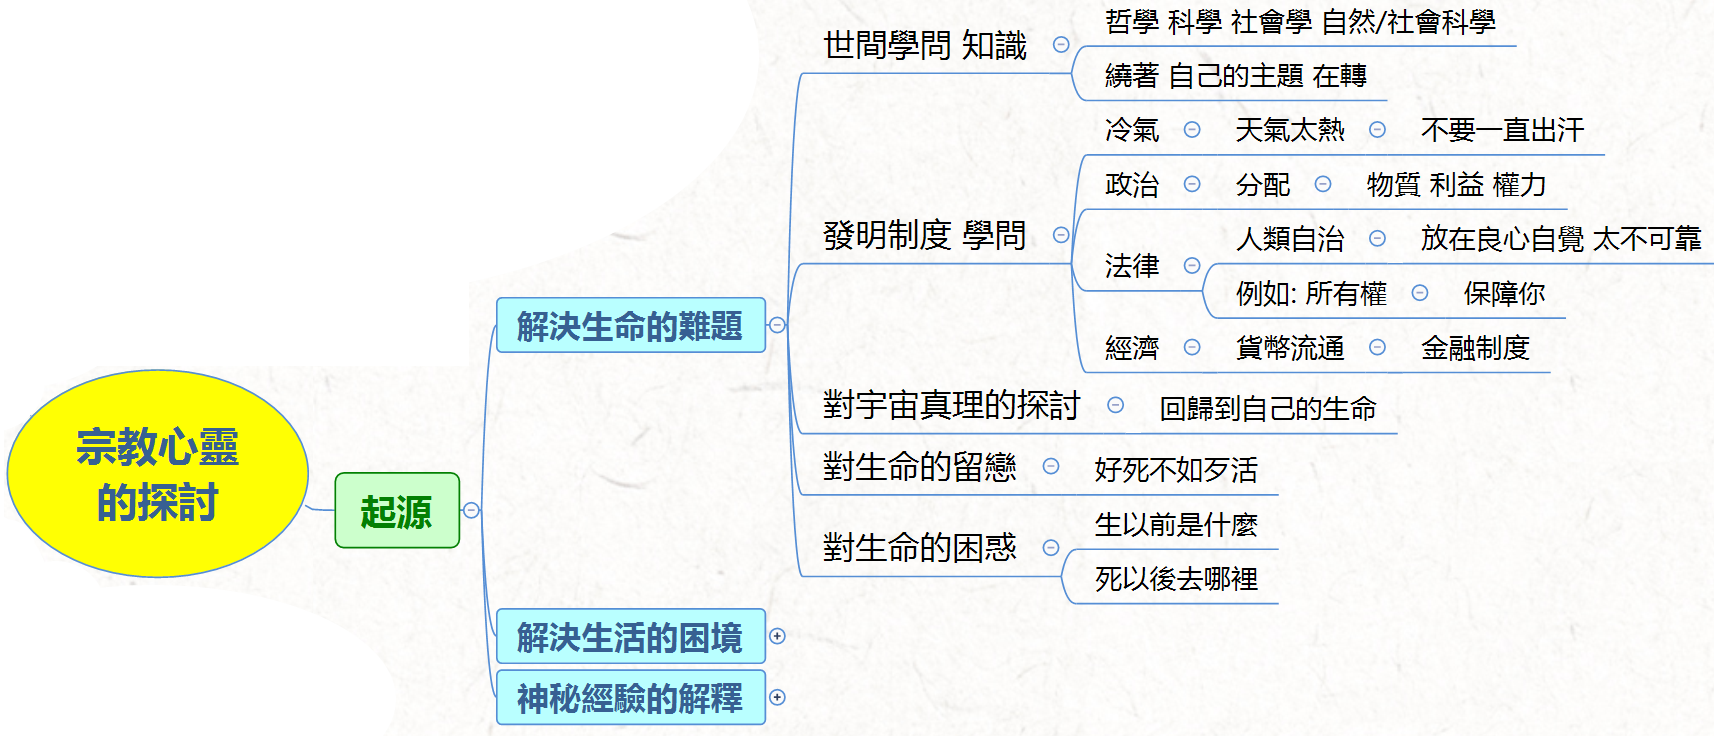 宗教心靈
的探討
起源
解決生命的難題
世間學問 知識
哲學 科學 社會學 自然/社會科學
繞著 自己的主題 在轉
發明制度 學問
冷氣 天氣太熱 不要一直出汗
政治 分配 物質 利益 權力
法律
人類自治 放在良心自覺 太不可靠
例如: 所有權 保障你
經濟 貨幣流通 金融制度
對宇宙真理的探討 回歸到自己的生命
對生命的留戀 好死不如歹活
對生命的困惑
生以前是什麼
死以後去哪裡
解決生活的困境
神秘經驗的解釋